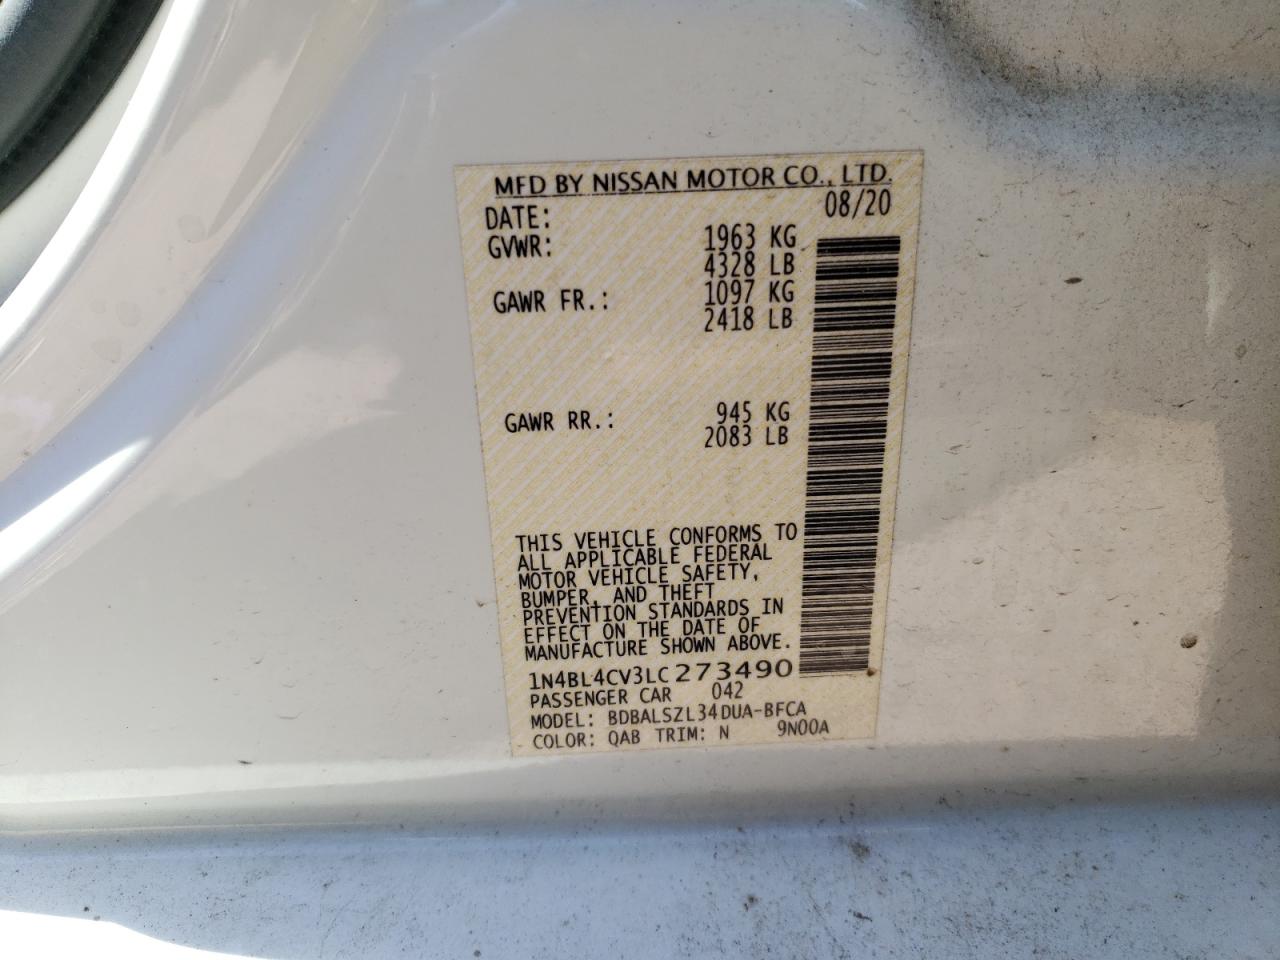 MFD BY NISSAN MOTOR CO., LTD.
DATE: 08/20
GVWR: 1963 KG
4328 LB
GAWR FR.: 1097 KG
2418 LB
GAWR RR.: 945 KG
2083 LB
THIS VEHICLE CONFORMS TO
ALL APPLICABLE FEDERAL
MOTOR VEHICLE SAFETY,
BUMPER, AND THEFT
PREVENTION STANDARDS IN
EFFECT ON THE DATE OF
MANUFACTURE SHOWN ABOVE.
1N4BL4CV3LC273490
PASSENGER CAR 042
MODEL: BDBALSZL34DUA-BFCA
COLOR: QAB TRIM: N 9N00A